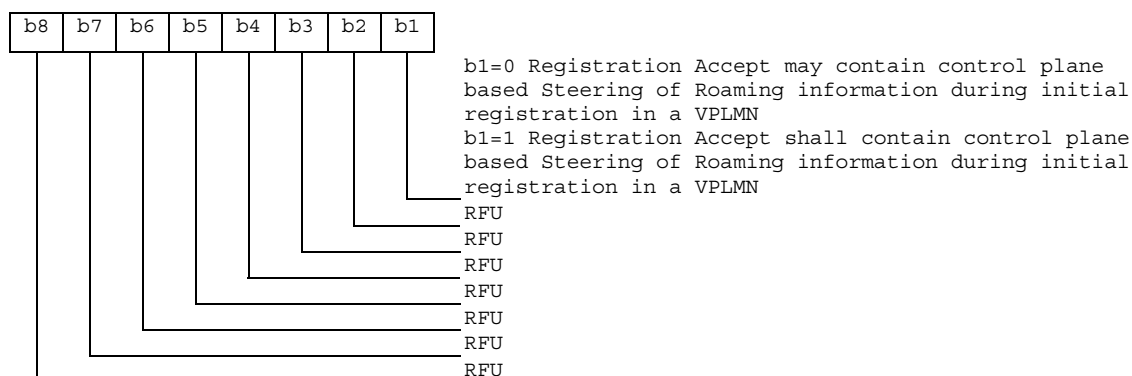 b8 b7 b6 b5 b4 b3 b2 b1
b1=0 Registration Accept may contain control plane
based Steering of Roaming information during initial
registration in a VPLMN
b1=1 Registration Accept shall contain control plane
based Steering of Roaming information during initial
registration in a VPLMN
RFU
RFU
RFU
RFU
RFU
RFU
RFU